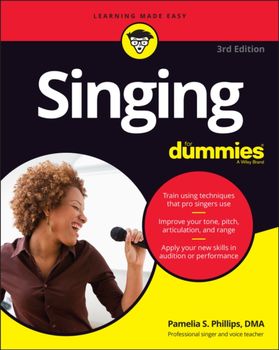 LEARNING MADE EASY
3rd Edition
Singing
for
dummies
A Wiley Brand
Train using techniques
that pro singers use
Improve your tone, pitch,
articulation, and range
Apply your new skills in
audition or performance
Pamelia S. Phillips, DMA
Professional singer and voice teacher